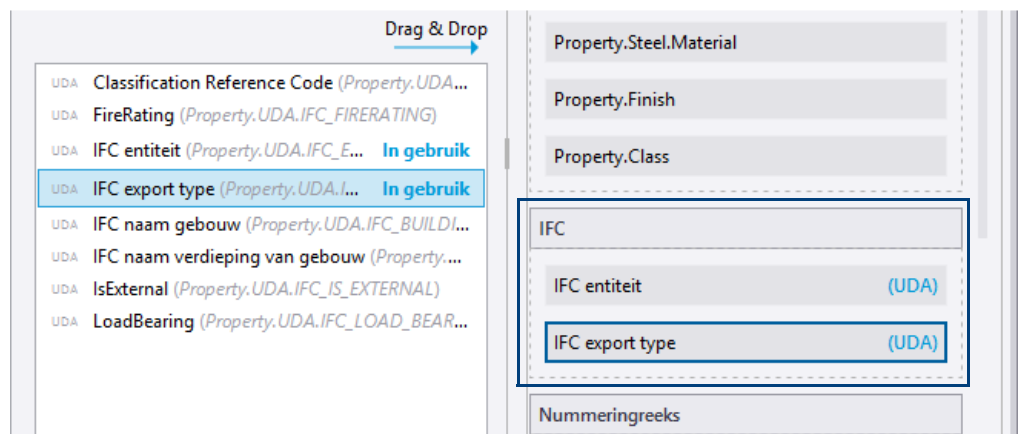 Drag & Drop
UDA Classification Reference Code (Property.UDA...
UDA FireRating (Property.UDA.IFC_FIRERATING)
UDA IFC entiteit (Property.UDA.IFC_E... In gebruik
UDA IFC export type (Property.UDA.I... In gebruik
UDA IFC naam gebouw (Property.UDA.IFC_BUILDI...
UDA IFC naam verdieping van gebouw (Property....
UDA IsExternal (Property.UDA.IFC_IS_EXTERNAL)
UDA LoadBearing (Property.UDA.IFC_LOAD_BEAR...
Property.Steel.Material
Property.Finish
Property.Class
IFC
IFC entiteit (UDA)
IFC export type (UDA)
Nummeringreeks